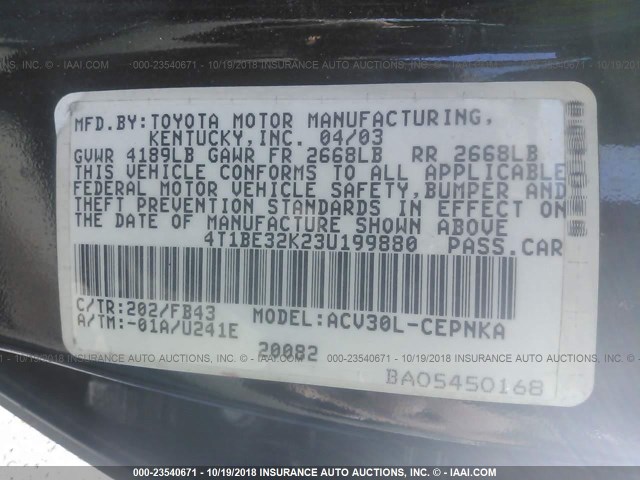 000-23540671 - 10/19/2018 INSURANCE AUTO AUCTIONS, INC. - IAAI.COM
MFD.BY:TOYOTA MOTOR MANUFACTURING,
KENTUCKY,INC. 04/03
GVWR 4189LB GAWR FR 2668LB RR 2668LB
THIS VEHICLE CONFORMS TO ALL APPLICABLE
FEDERAL MOTOR VEHICLE SAFETY,BUMPER AND
THEFT PREVENTION STANDARDS IN EFFECT ON
THE DATE OF MANUFACTURE SHOWN ABOVE
4T1BE32K23U199880 PASS.CAR
C/TR:202/FB43 MODEL:ACV30L-CEPNKA
A/TM:-01A/U241E
20082
BA05450168
000-23540671 - 10/19/2018 INSURANCE AUTO AUCTIONS, INC. - IAAI.COM